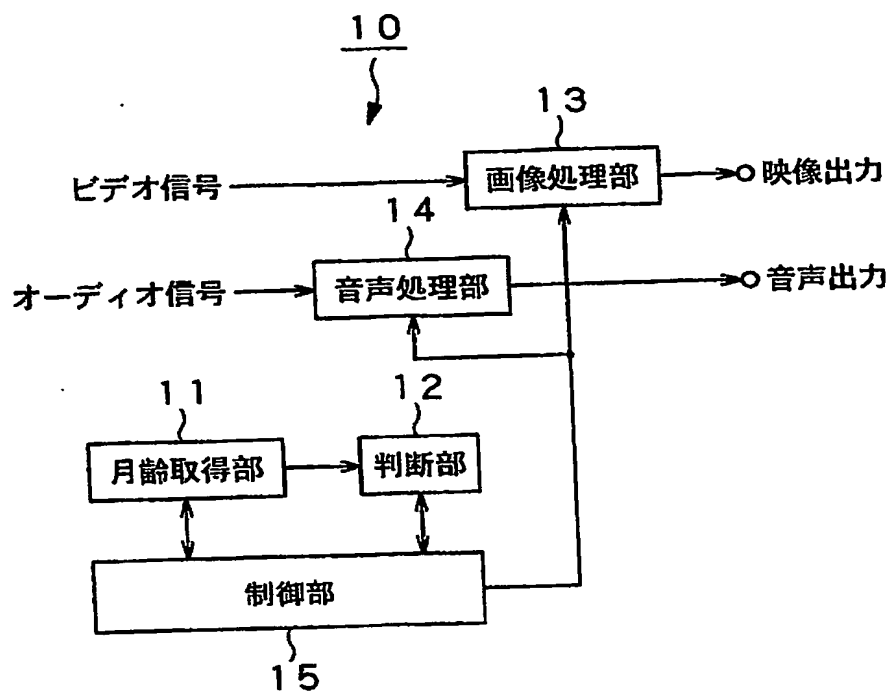 10
13
ビデオ信号
画像処理部
映像出力
14
オーディオ信号
音声処理部
音声出力
11
12
月齢取得部
判断部
制御部
15